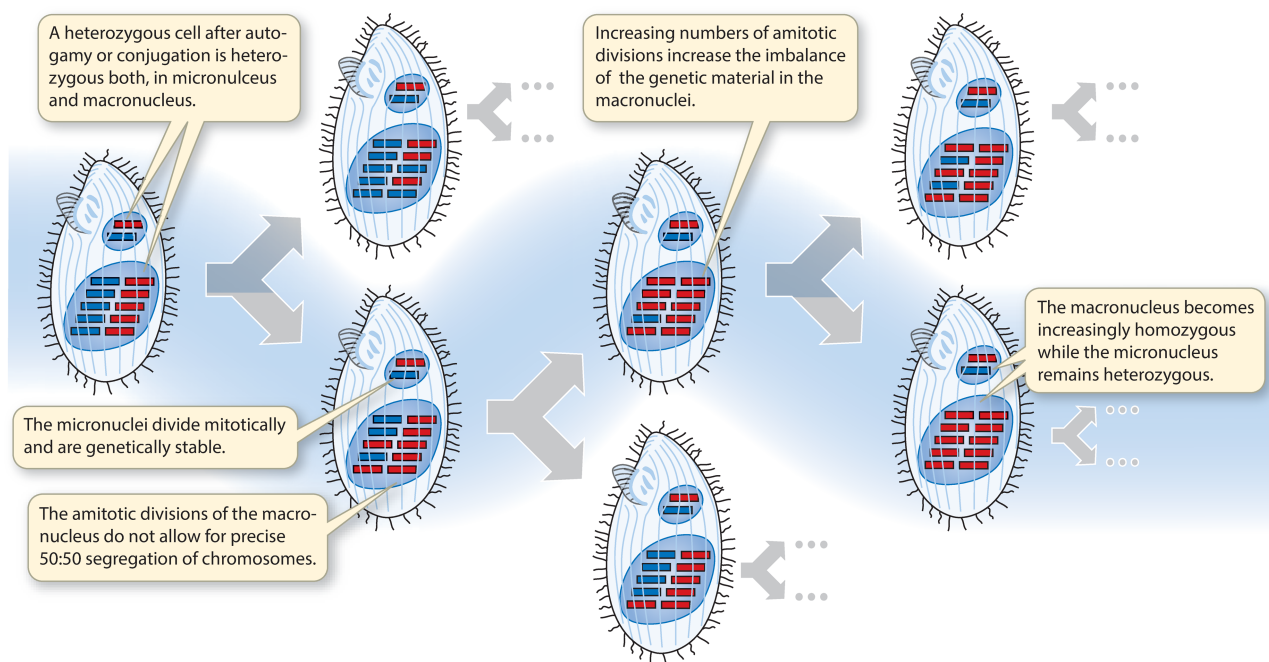 A heterozygous cell after auto-
gamy or conjugation is hetero-
zygous both, in micronulceus
and macronucleus.
Increasing numbers of amitotic
divisions increase the imbalance
of the genetic material in the
macronuclei.
The macronucleus becomes
increasingly homozygous
while the micronucleus
remains heterozygous.
The micronuclei divide mitotically
and are genetically stable.
The amitotic divisions of the macro-
nucleus do not allow for precise
50:50 segregation of chromosomes.